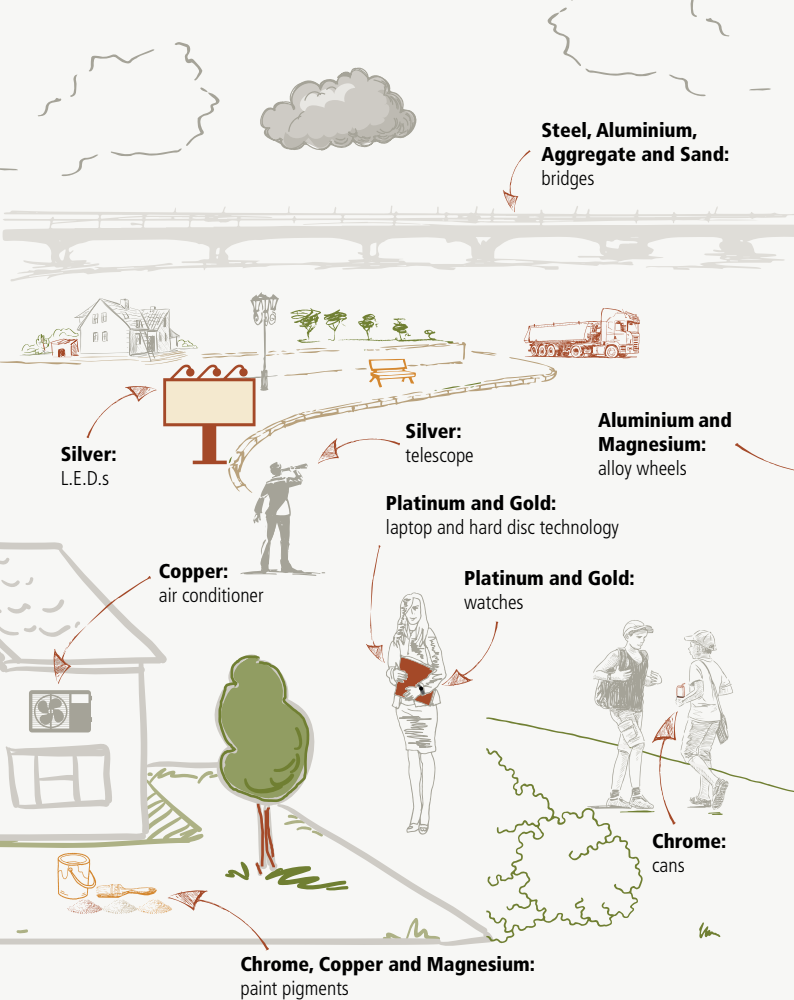 Steel, Aluminium,
Aggregate and Sand:
bridges
Silver:
L.E.D.s
Silver:
telescope
Aluminium and
Magnesium:
alloy wheels
Platinum and Gold:
laptop and hard disc technology
Copper:
air conditioner
Platinum and Gold:
watches
Chrome:
cans
Chrome, Copper and Magnesium:
paint pigments